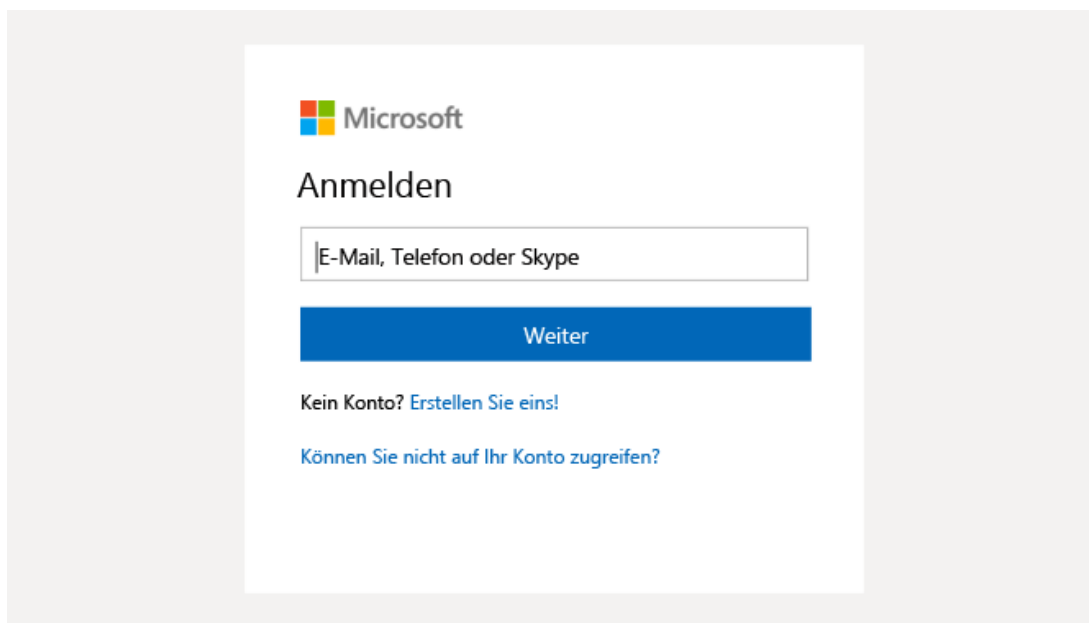 Microsoft
Anmelden
E-Mail, Telefon oder Skype
Weiter
Kein Konto? Erstellen Sie eins!
Können Sie nicht auf Ihr Konto zugreifen?